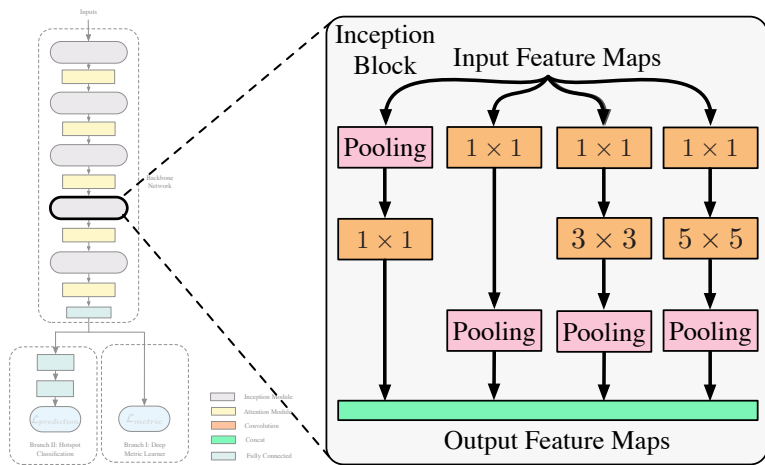 Inputs
Backbone
Network
ℒprediction
ℒmetric
Branch II: Hotspot
Classification
Branch I: Deep
Metric Learner
Inception Module
Attention Module
Convolution
Concat
Fully Connected
Inception
Block
Input Feature Maps
Pooling
1 × 1
1 × 1
1 × 1
1 × 1
3 × 3
5 × 5
Pooling
Pooling
Pooling
Output Feature Maps